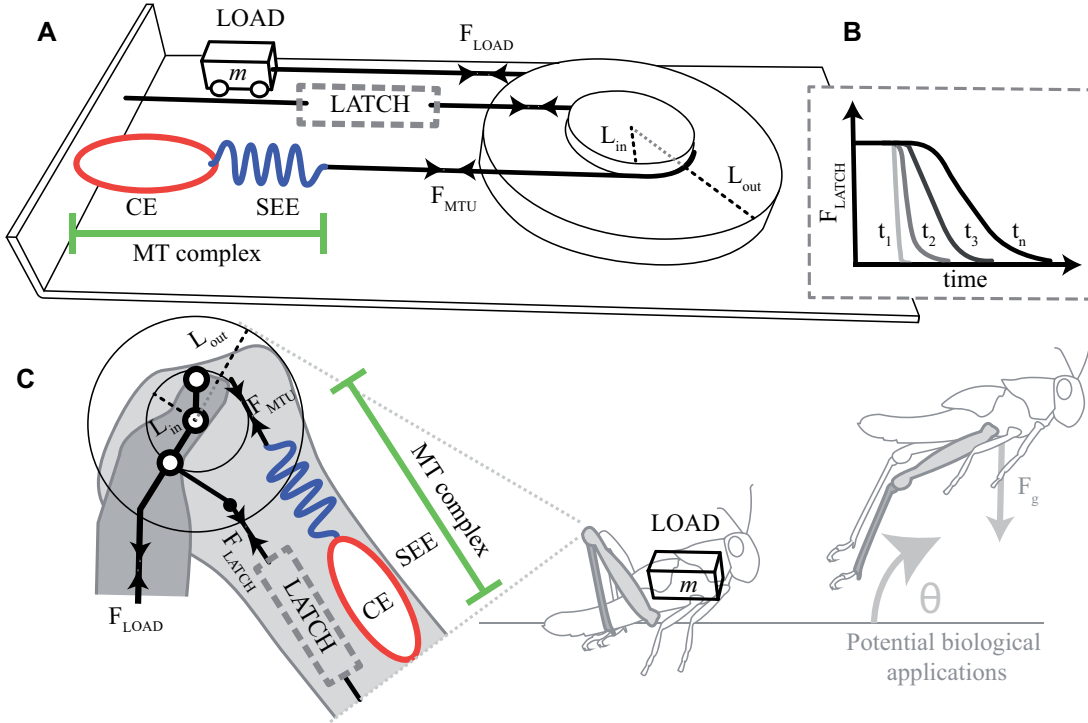 A
LOAD
m
F_LOAD
LATCH
L_in
L_out
F_MTU
CE
SEE
MT complex
B
F_LATCH
t_1
t_2
t_3
t_n
time
C
L_out
L_in
F_MTU
MT complex
F_LATCH
SEE
LATCH
CE
F_LOAD
LOAD
m
F_g
θ
Potential biological
applications